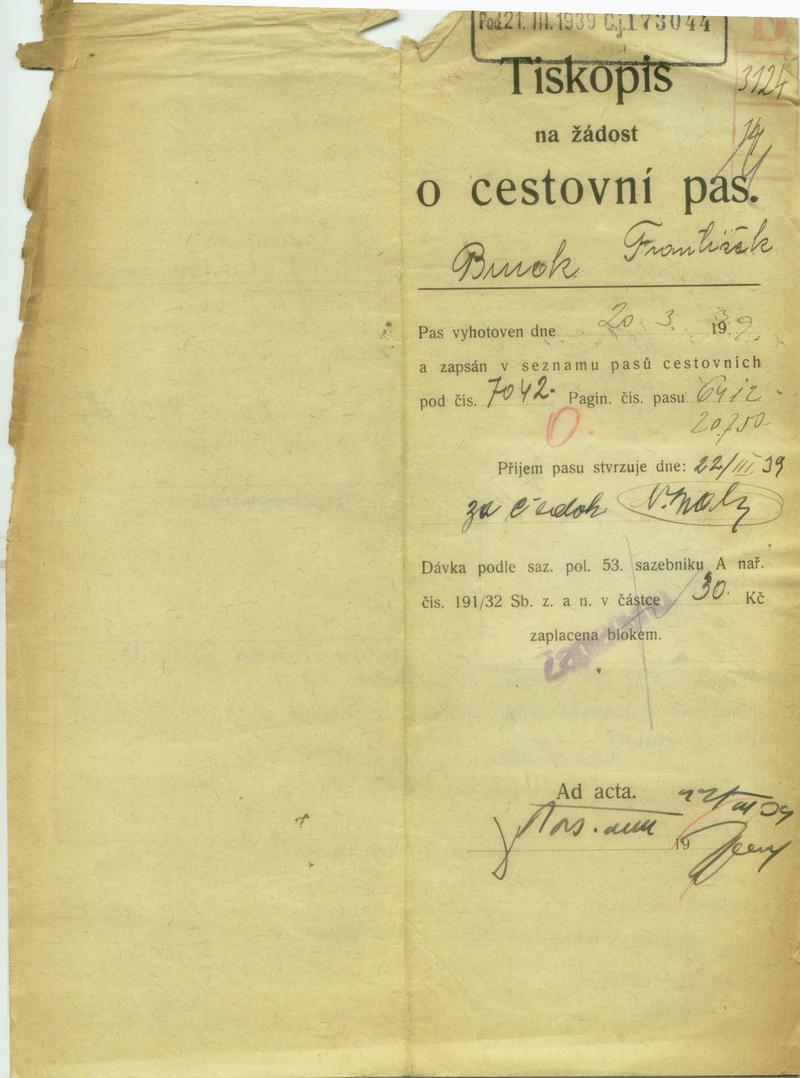 Pod. 21. III. 1939 Č.j. 173044
Tiskopis
3124
na žádost
o cestovní pas.
František
Pas vyhotoven dne 20. 3. 1939.
a zapsán v seznamu pasů cestovních
pod čís. 7042. Pagin. čís. pasu 6412
20750
Příjem pasu stvrzuje dne: 22/III 39
za Čedok
Dávka podle saz. pol. 53. sazebníku A nař.
čís. 191/32 Sb. z. a n. v částce 30. Kč
zaplacena blokem.
Ad acta.
19